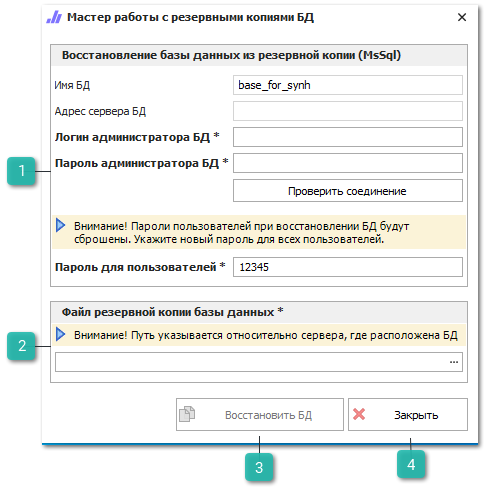 Мастер работы с резервными копиями БД
Восстановление базы данных из резервной копии (MsSql)
Имя БД
base_for_synh
Адрес сервера БД
Логин администратора БД *
1
Пароль администратора БД *
Проверить соединение
Внимание! Пароли пользователей при восстановлении БД будут
сброшены. Укажите новый пароль для всех пользователей.
Пароль для пользователей *
12345
Файл резервной копии базы данных *
2
Внимание! Путь указывается относительно сервера, где расположена БД
...
Восстановить БД
Закрыть
3
4